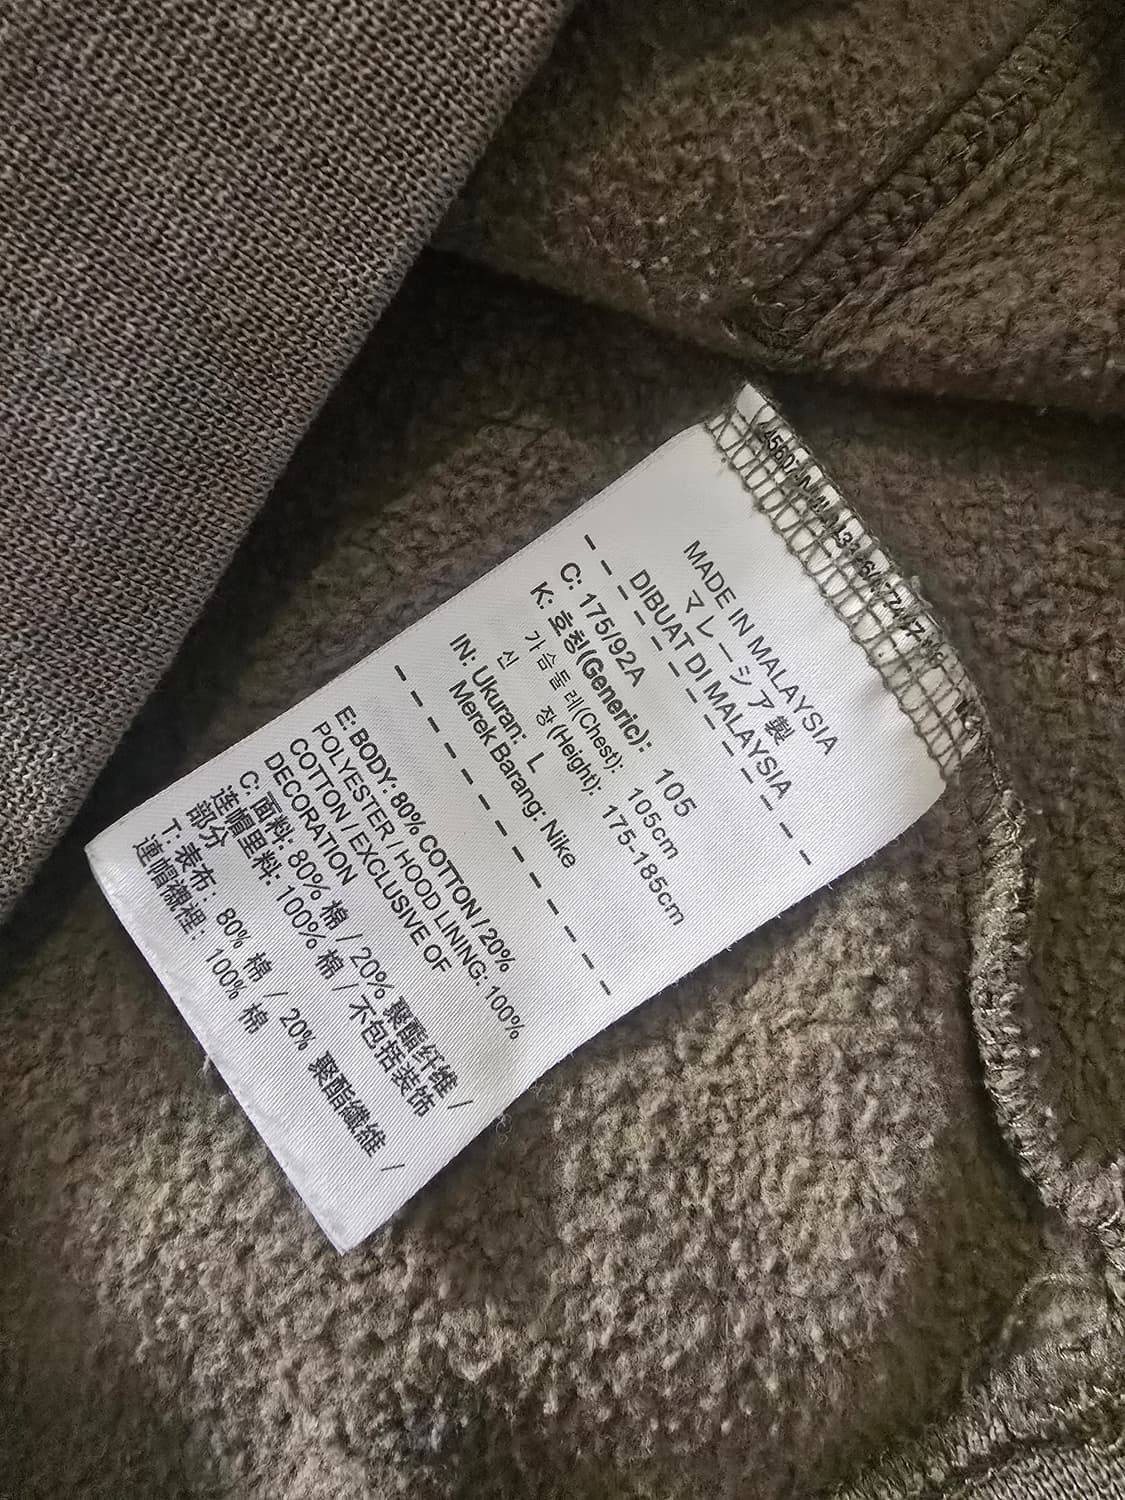 MADE IN MALAYSIA
マレーシア製
DIBUAT DI MALAYSIA
C: 175/92A
K: 호칭(Generic): 105
가슴둘레(Chest): 105cm
신 장(Height): 175-185cm
IN: Ukuran: L
Merek Barang: Nike
E: BODY: 80% COTTON / 20%
POLYESTER / HOOD LINING: 100%
COTTON / EXCLUSIVE OF
DECORATION
C: 面料: 80% 棉 / 20% 聚酯纤维 /
连帽里料: 100% 棉 / 不包括装饰
部分
T: 表布: 80% 棉 / 20% 聚酯纖維 /
連帽襯裡: 100% 棉